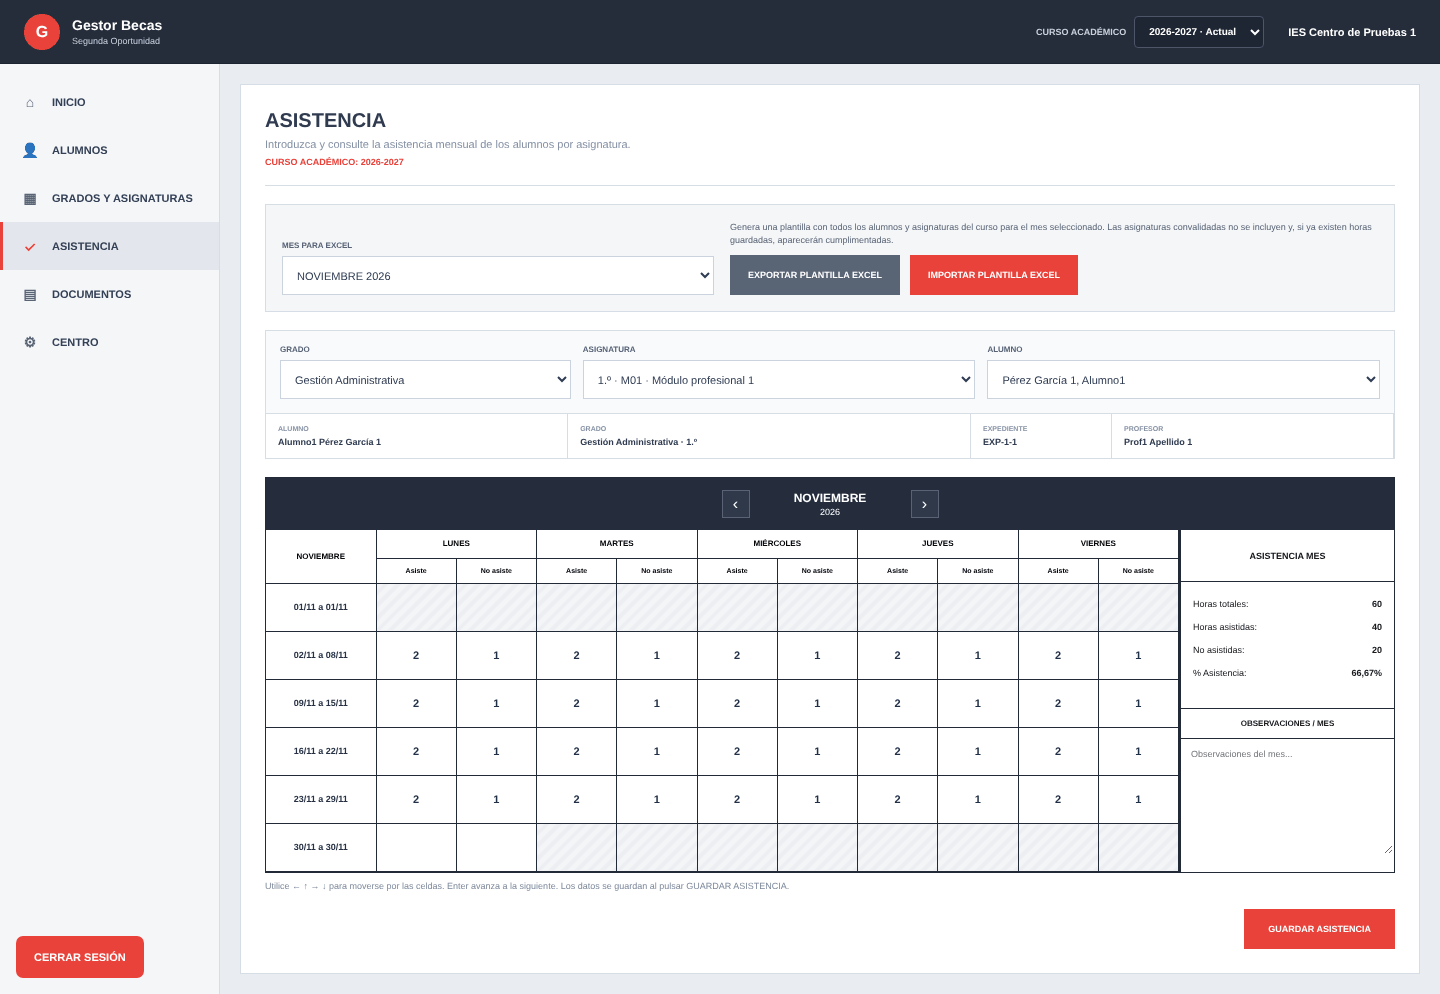 G
Gestor Becas
Segunda Oportunidad
CURSO ACADÉMICO
2026-2027 · Actual
IES Centro de Pruebas 1
INICIO
ALUMNOS
GRADOS Y ASIGNATURAS
ASISTENCIA
DOCUMENTOS
CENTRO
CERRAR SESIÓN
ASISTENCIA
Introduzca y consulte la asistencia mensual de los alumnos por asignatura.
CURSO ACADÉMICO: 2026-2027
MES PARA EXCEL
NOVIEMBRE 2026
Genera una plantilla con todos los alumnos y asignaturas del curso para el mes seleccionado. Las asignaturas convalidadas no se incluyen y, si ya existen horas
guardadas, aparecerán cumplimentadas.
EXPORTAR PLANTILLA EXCEL
IMPORTAR PLANTILLA EXCEL
GRADO ASIGNATURA ALUMNO
Gestión Administrativa 1.º · M01 · Módulo profesional 1 Pérez García 1, Alumno1
ALUMNO GRADO EXPEDIENTE PROFESOR
Alumno1 Pérez García 1 Gestión Administrativa · 1.º EXP-1-1 Prof1 Apellido 1
‹ NOVIEMBRE ›
2026
NOVIEMBRE LUNES MARTES MIÉRCOLES JUEVES VIERNES
Asiste No asiste Asiste No asiste Asiste No asiste Asiste No asiste Asiste No asiste
01/11 a 01/11
02/11 a 08/11 2 1 2 1 2 1 2 1 2 1
09/11 a 15/11 2 1 2 1 2 1 2 1 2 1
16/11 a 22/11 2 1 2 1 2 1 2 1 2 1
23/11 a 29/11 2 1 2 1 2 1 2 1 2 1
30/11 a 30/11
ASISTENCIA MES
Horas totales: 60
Horas asistidas: 40
No asistidas: 20
% Asistencia: 66,67%
OBSERVACIONES / MES
Observaciones del mes...
Utilice ← ↑ → ↓ para moverse por las celdas. Enter avanza a la siguiente. Los datos se guardan al pulsar GUARDAR ASISTENCIA.
GUARDAR ASISTENCIA